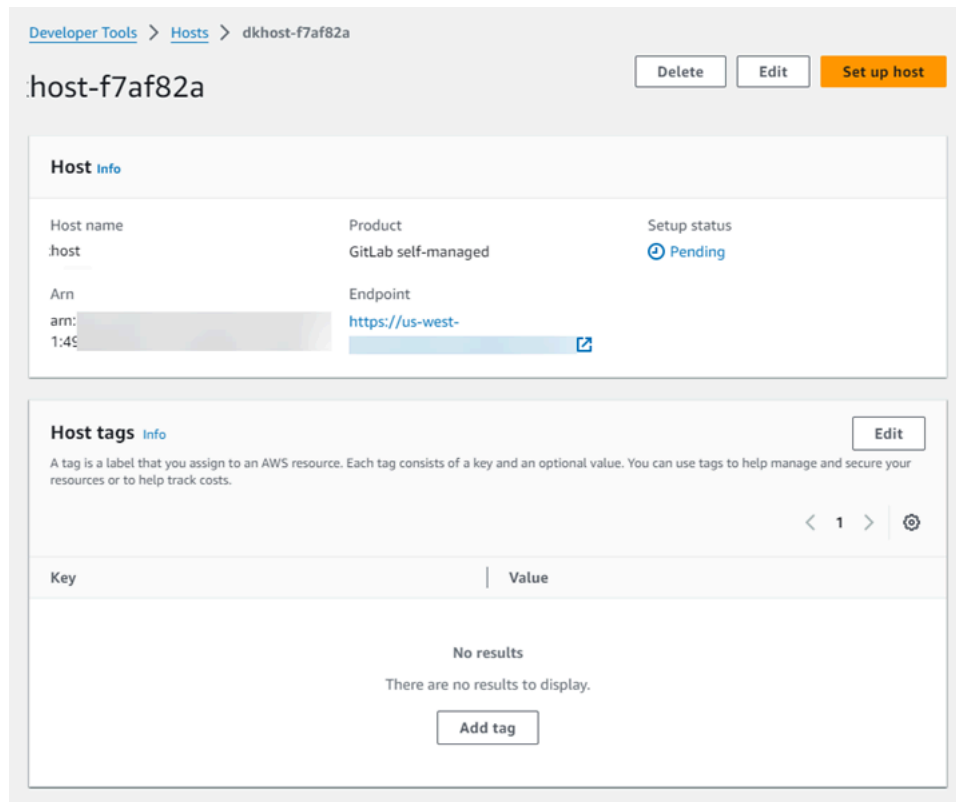 Developer Tools > Hosts > dkhost-f7af82a
host-f7af82a
Delete
Edit
Set up host
Host Info
Host name
Product
Setup status
host
GitLab self-managed
Pending
Arn
Endpoint
arn:
https://us-west-
1:49
Host tags Info
Edit
A tag is a label that you assign to an AWS resource. Each tag consists of a key and an optional value. You can use tags to help manage and secure your
resources or to help track costs.
1
Key
Value
No results
There are no results to display.
Add tag